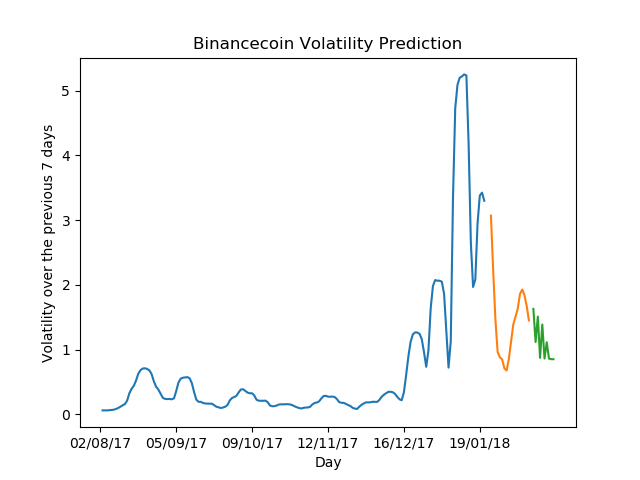 Binancecoin Volatility Prediction
Volatility over the previous 7 days
5
4
3
2
1
0
02/08/17 05/09/17 09/10/17 12/11/17 16/12/17 19/01/18
Day